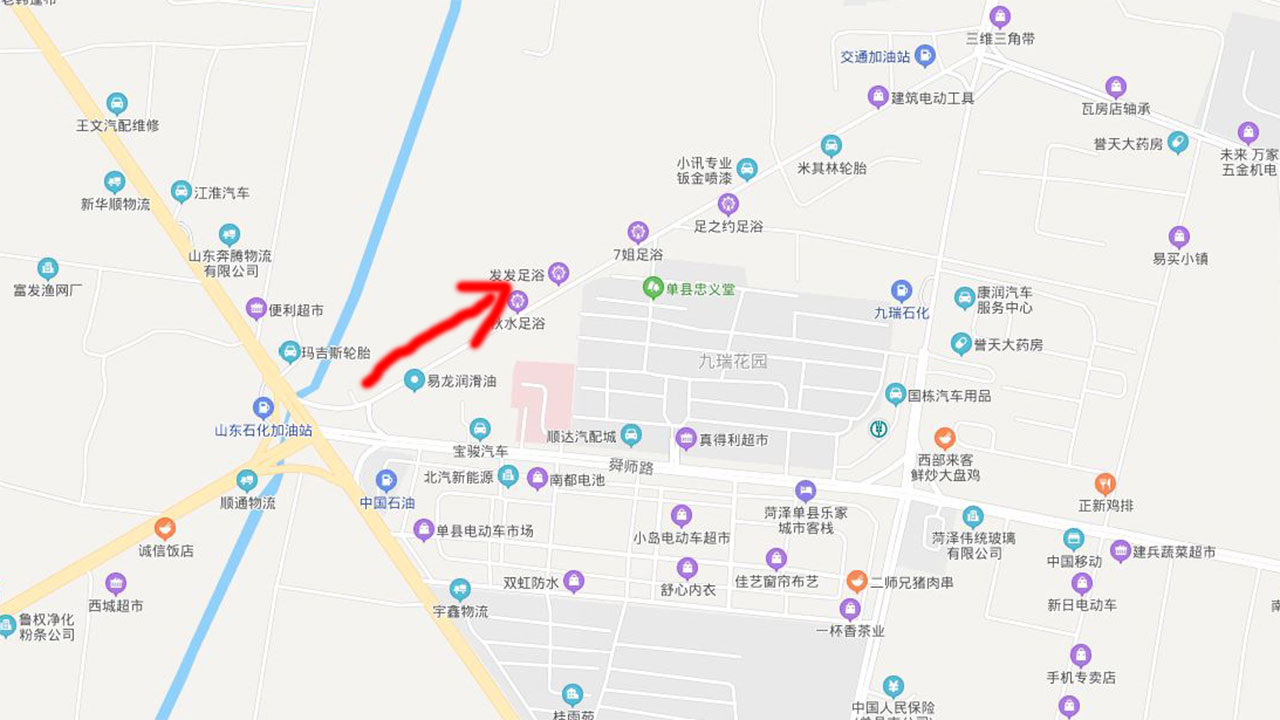 三维三角带
交通加油站
建筑电动工具
瓦房店轴承
王文汽配维修
誉天大药房
未来 万家
五金机电
小讯专业
钣金喷漆
米其林轮胎
新华顺物流
江淮汽车
足之约足浴
山东奔腾物流
有限公司
7姐足浴
易买小镇
富发渔网厂
发发足浴
单县忠义堂
康润汽车
服务中心
九瑞石化
便利超市
水足浴
玛吉斯轮胎
誉天大药房
九瑞花园
易龙润滑油
国栋汽车用品
山东石化加油站
宝骏汽车
顺达汽配城
真得利超市
舜师路
西部来客
鲜炒大盘鸡
北汽新能源
南都电池
顺通物流
中国石油
正新鸡排
菏泽单县乐家
城市客栈
诚信饭店
单县电动车市场
小岛电动车超市
菏泽伟统玻璃
有限公司
中国移动
建兵蔬菜超市
双虹防水
舒心内衣
佳艺窗帘布艺
二师兄猪肉串
西城超市
宇鑫物流
新日电动车
鲁权净化
粉条公司
一杯香茶业
手机专卖店
中国人民保险
桂雨苑